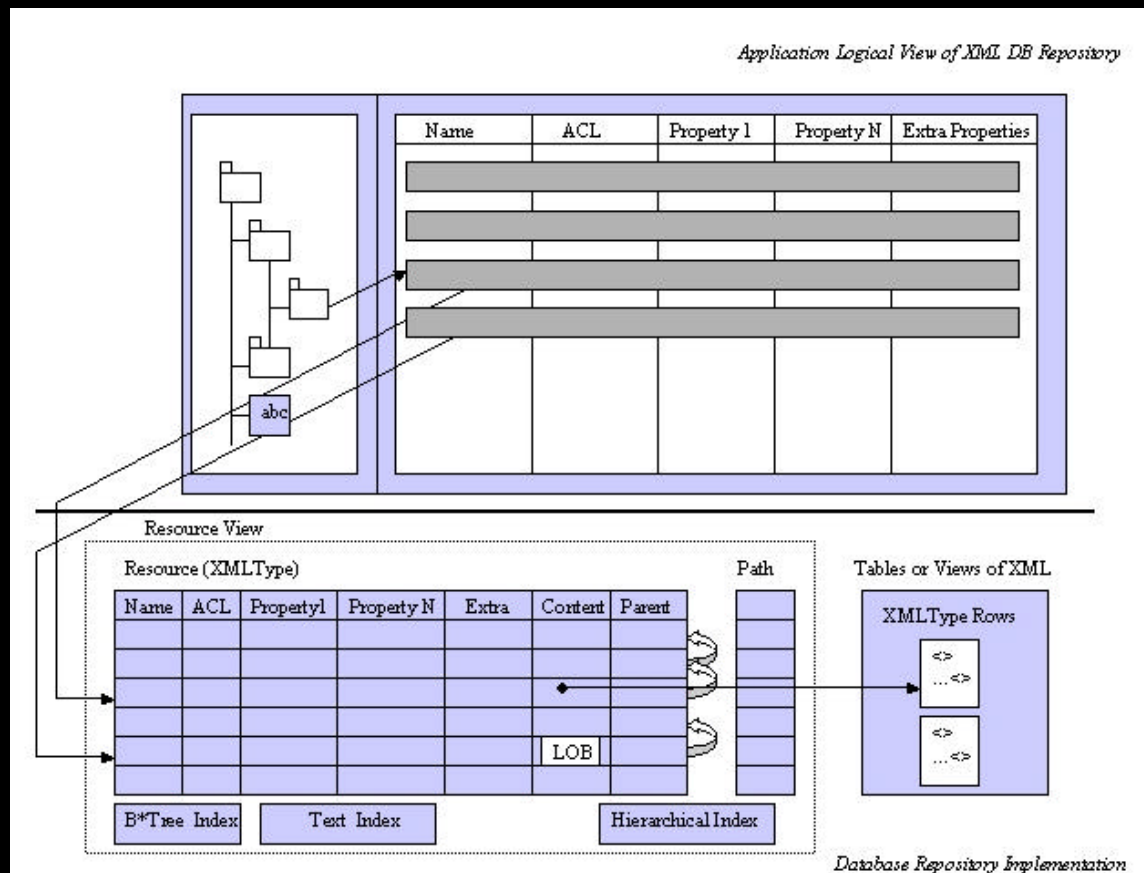 Application Logical View of XML DB Repository
Name ACL Property 1 Property N Extra Properties
abc
Resource View
Resource (XMLType) Path Tables or Views of XML
Name ACL Property1 Property N Extra Content Parent
XMLType Rows
<>
...<>
<>
...<>
LOB
B*Tree Index Text Index Hierarchical Index
Database Repository Implementation